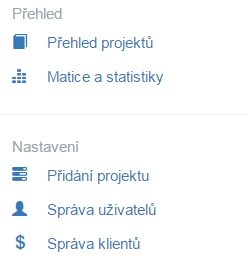 Přehled
Přehled projektů
Matice a statistiky
Nastavení
Přidání projektu
Správa uživatelů
Správa klientů